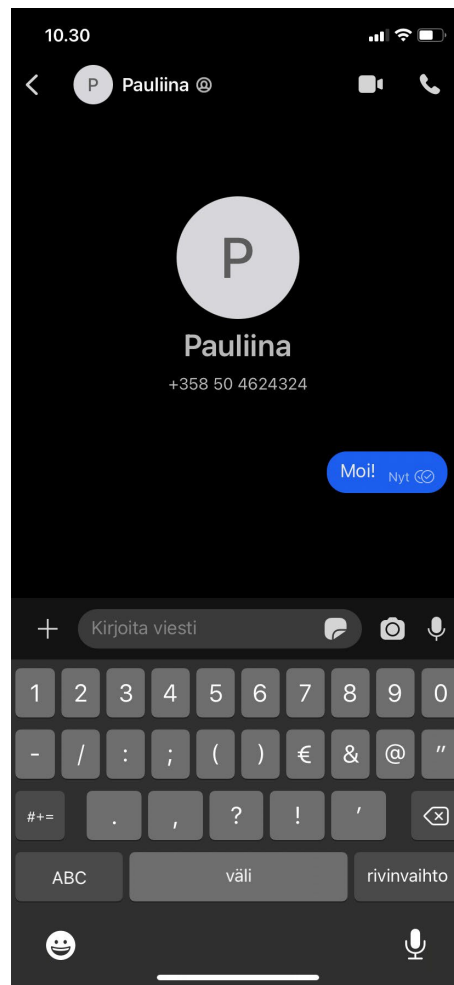 10.30
P Pauliina
P
Pauliina
+358 50 4624324
Moi! Nyt
Kirjoita viesti
1 2 3 4 5 6 7 8 9 0
- / : ; ( ) € & @ "
#+= . , ? ! ’
ABC väli rivinvaihto